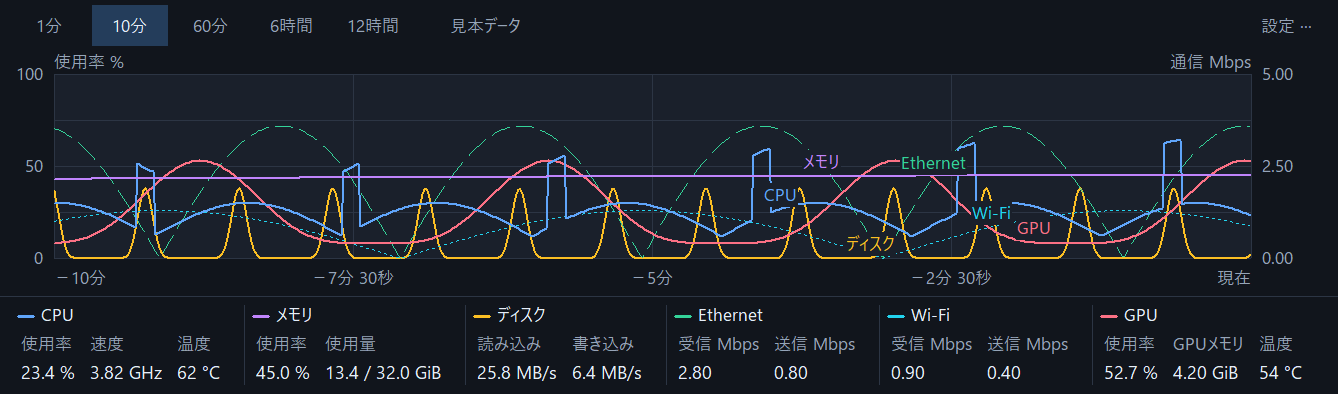 1分 10分 60分 6時間 12時間 見本データ 設定 …
使用率 % 通信 Mbps
100 5.00
メモリ Ethernet
50 2.50
CPU
Wi-Fi
GPU
ディスク
0 0.00
－10分 －7分 30秒 －5分 －2分 30秒 現在
CPU メモリ ディスク Ethernet Wi-Fi GPU
使用率 速度 温度 使用率 使用量 読み込み 書き込み 受信 Mbps 送信 Mbps 受信 Mbps 送信 Mbps 使用率 GPUメモリ 温度
23.4 % 3.82 GHz 62 °C 45.0 % 13.4 / 32.0 GiB 25.8 MB/s 6.4 MB/s 2.80 0.80 0.90 0.40 52.7 % 4.20 GiB 54 °C